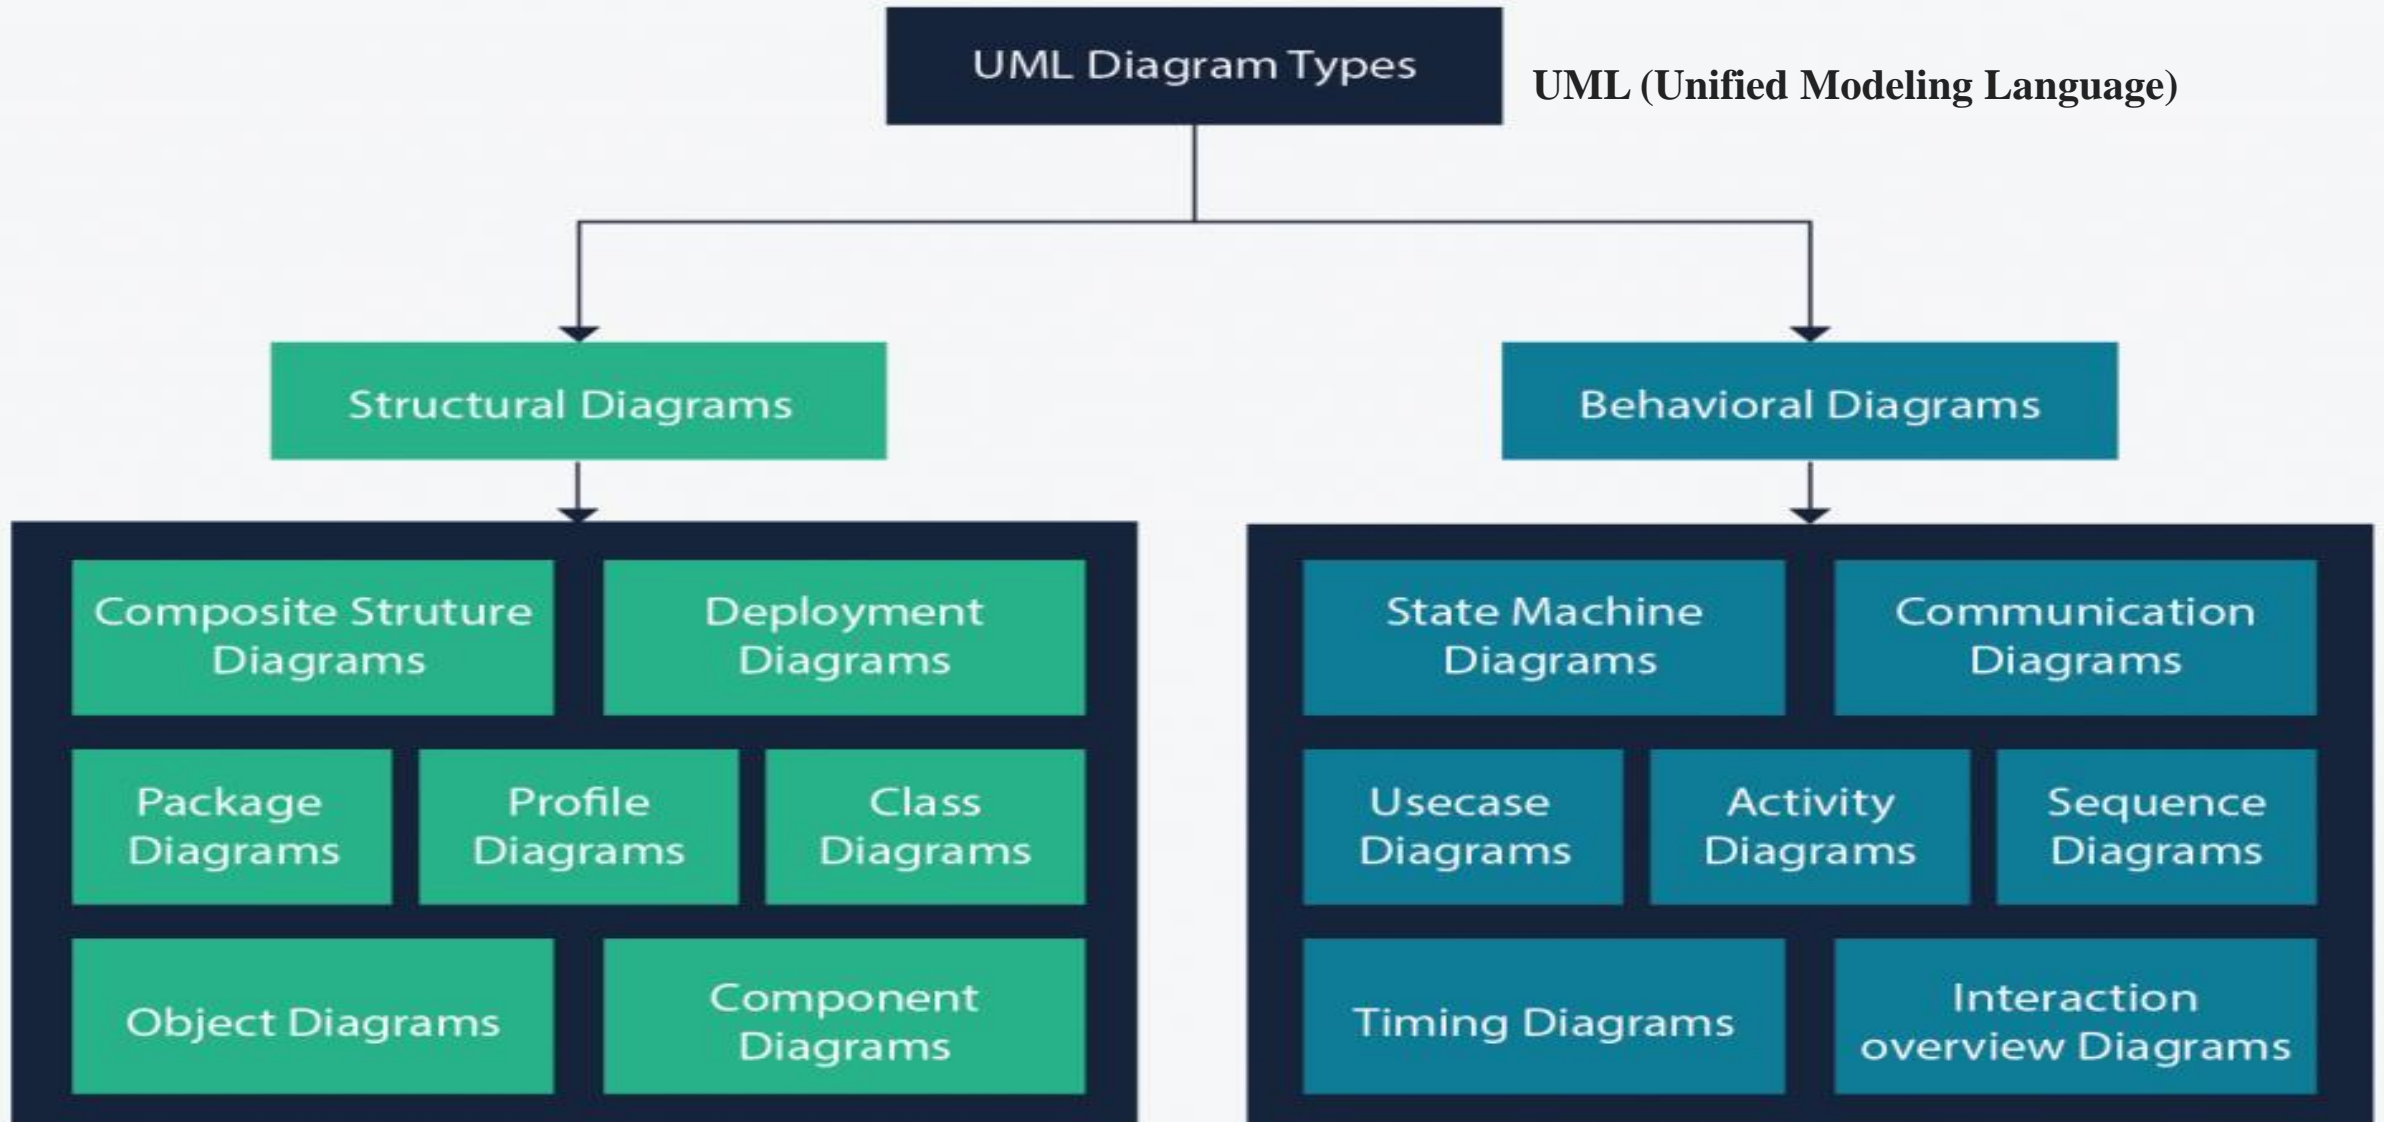 UML Diagram Types
UML (Unified Modeling Language)
Structural Diagrams
Behavioral Diagrams
Composite Struture
Diagrams
Deployment
Diagrams
Package
Diagrams
Profile
Diagrams
Class
Diagrams
Object Diagrams
Component
Diagrams
State Machine
Diagrams
Communication
Diagrams
Usecase
Diagrams
Activity
Diagrams
Sequence
Diagrams
Timing Diagrams
Interaction
overview Diagrams